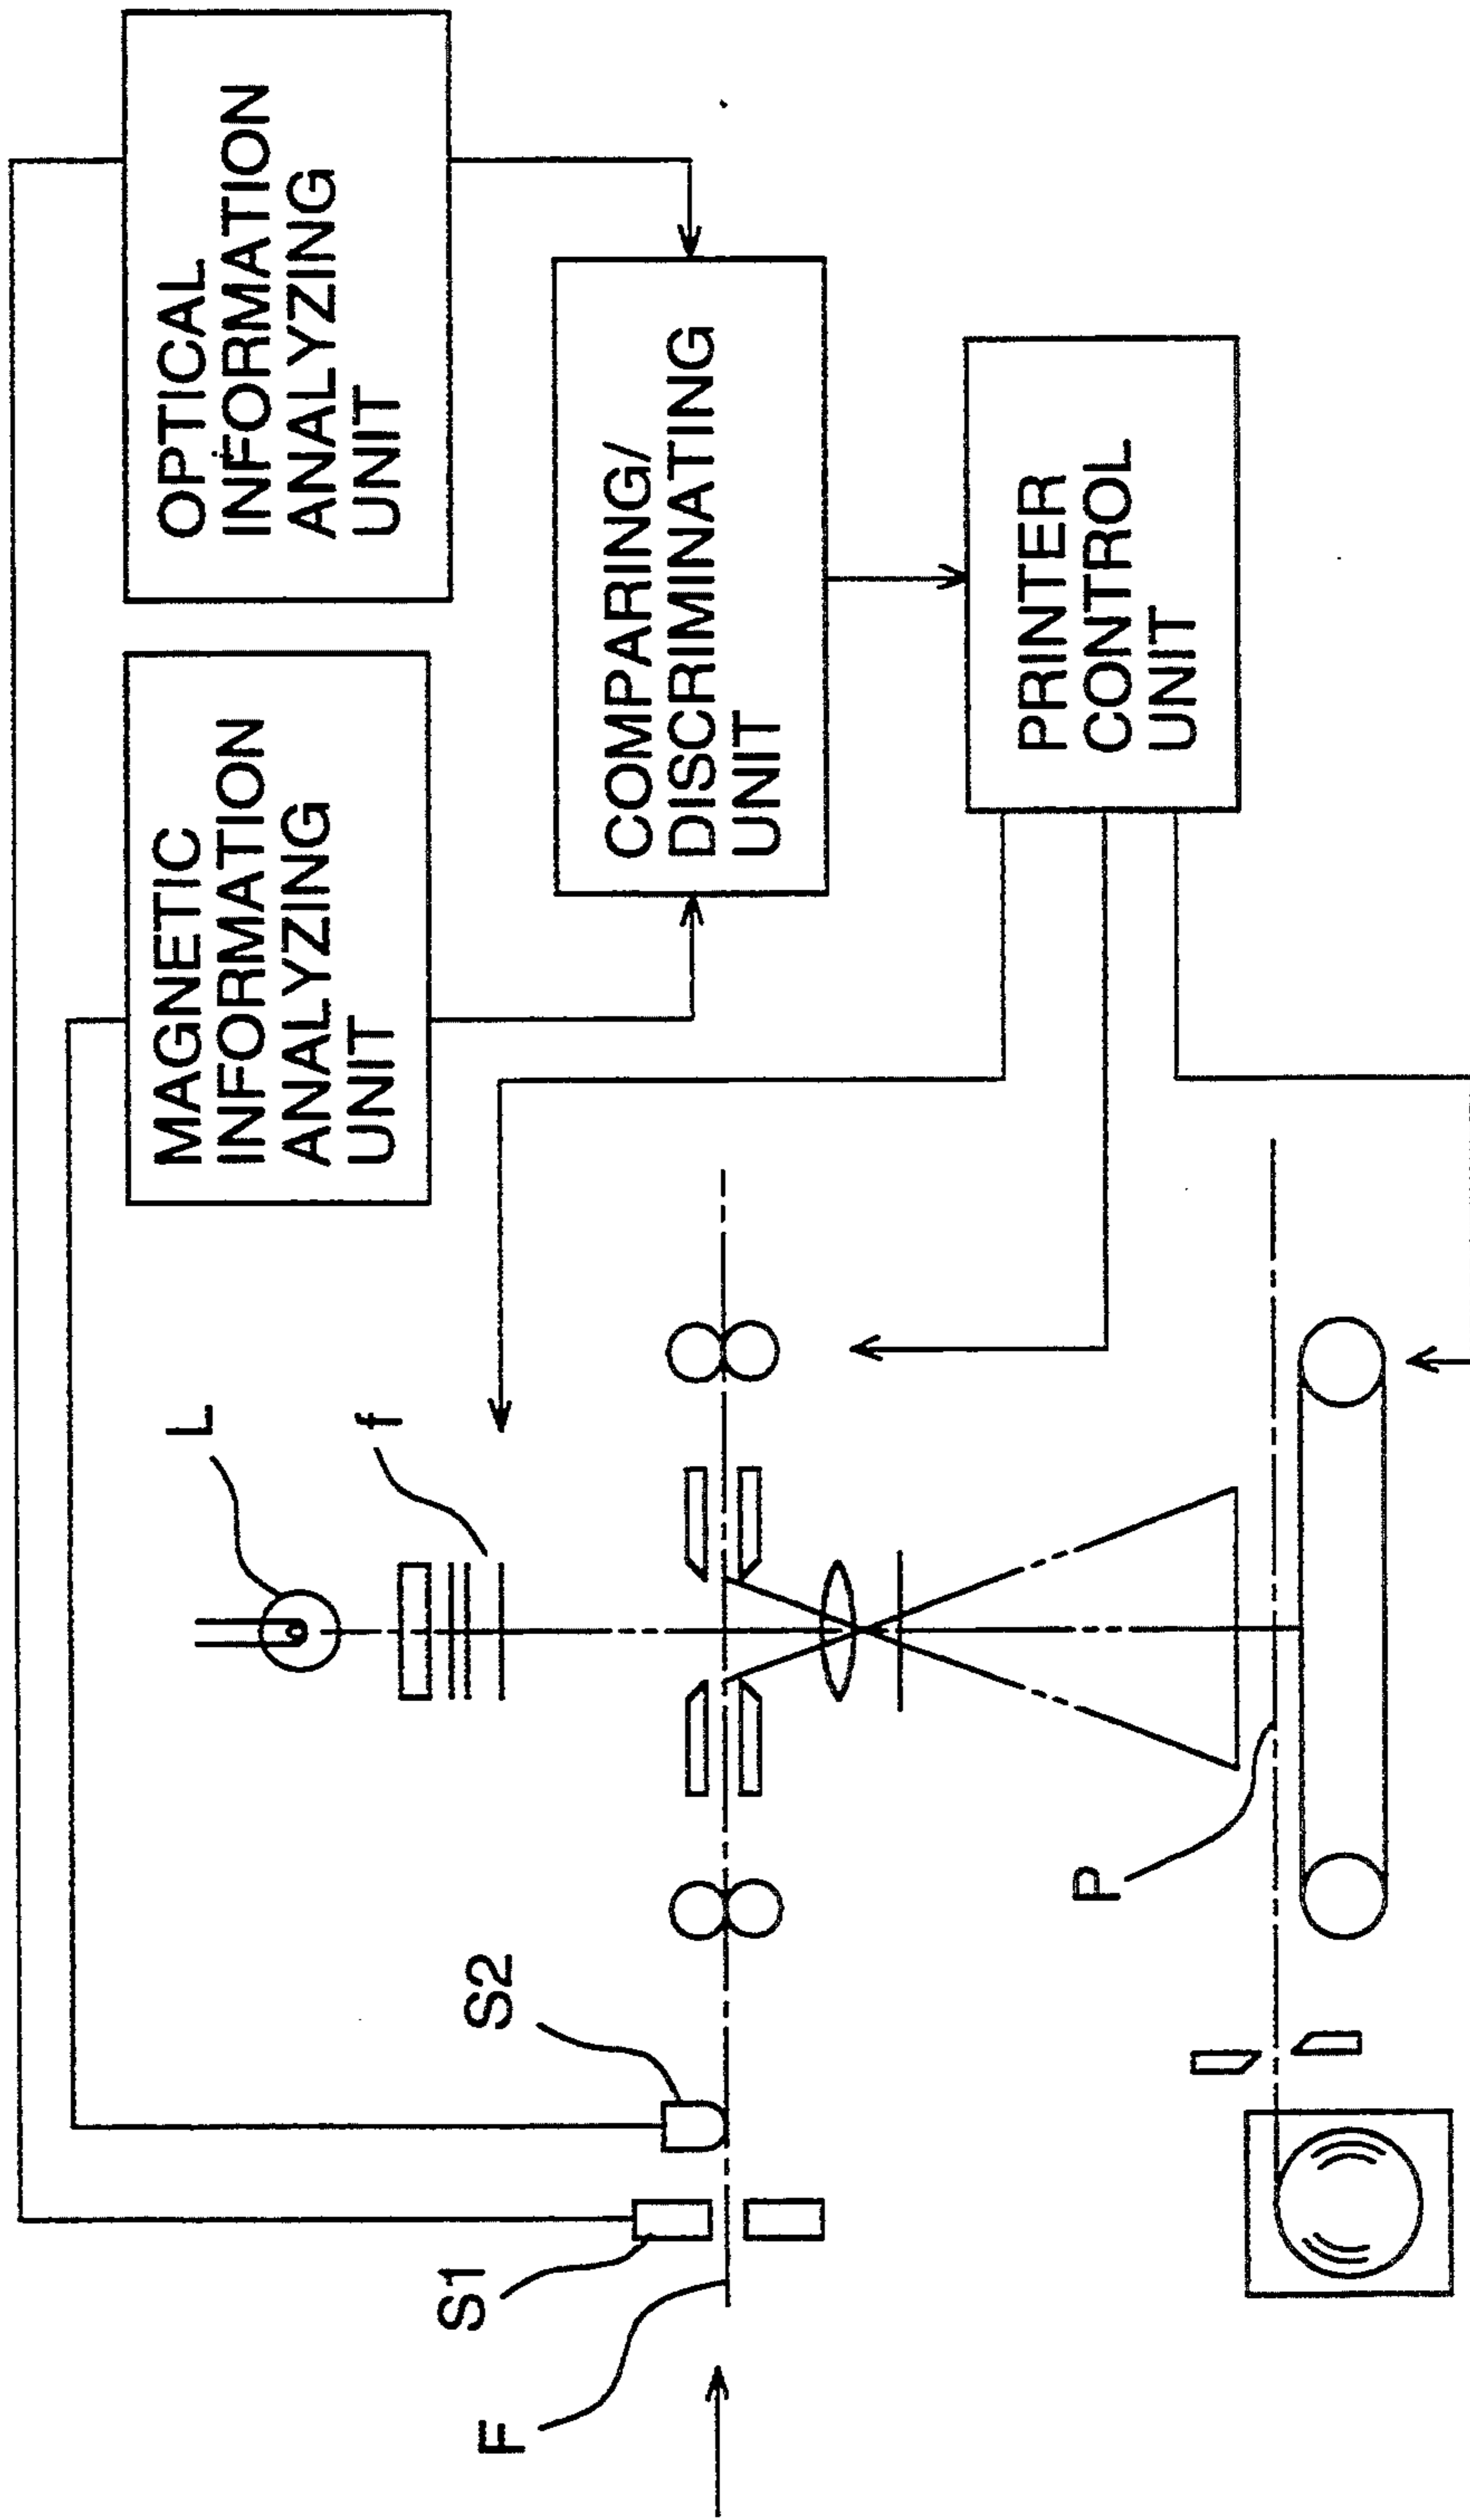 OPTICAL
INFORMATION
ANALYZING
UNIT
MAGNETIC
INFORMATION
ANALYZING
UNIT
COMPARING/
DISCRIMINATING
UNIT
PRINTER
CONTROL
UNIT
L
f
S2
S1
F
P